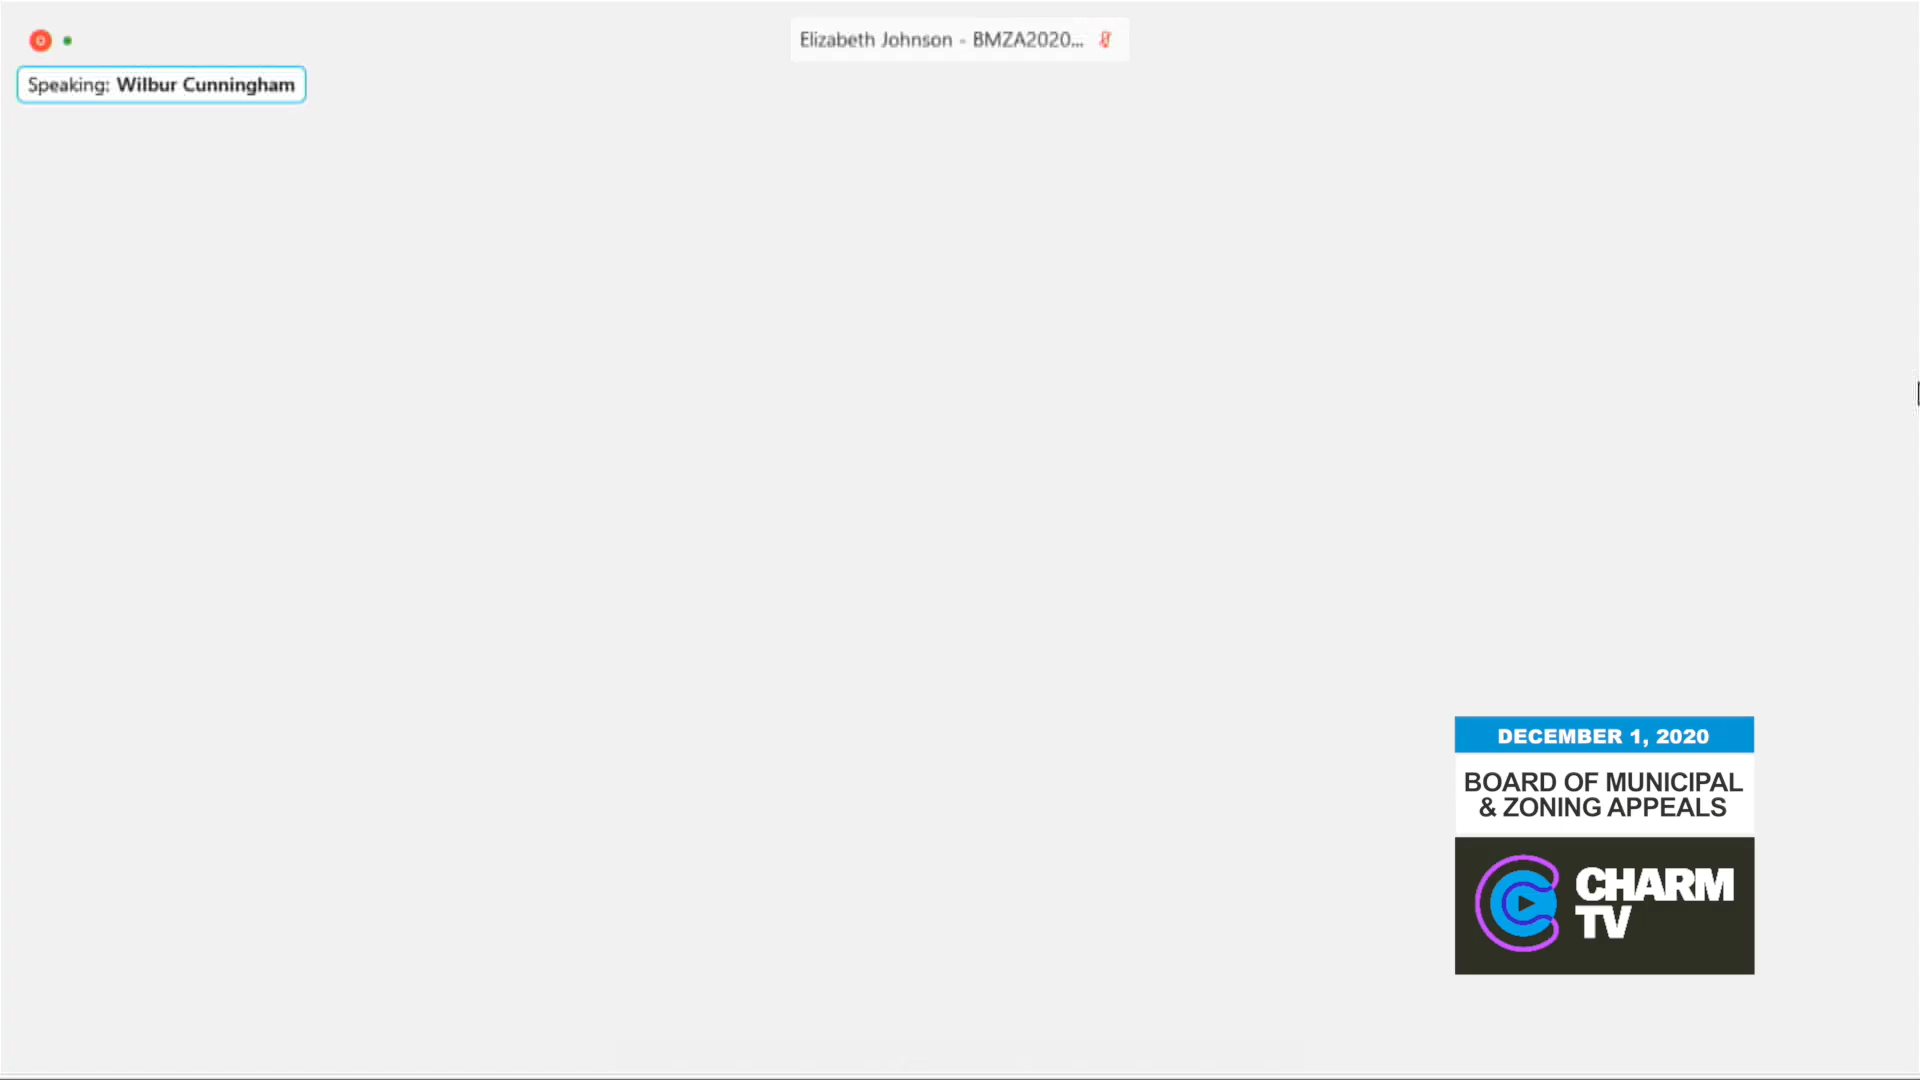 Elizabeth Johnson - BMZA2020...
Speaking: Wilbur Cunningham
DECEMBER 1, 2020
BOARD OF MUNICIPAL
& ZONING APPEALS
CHARM
TV